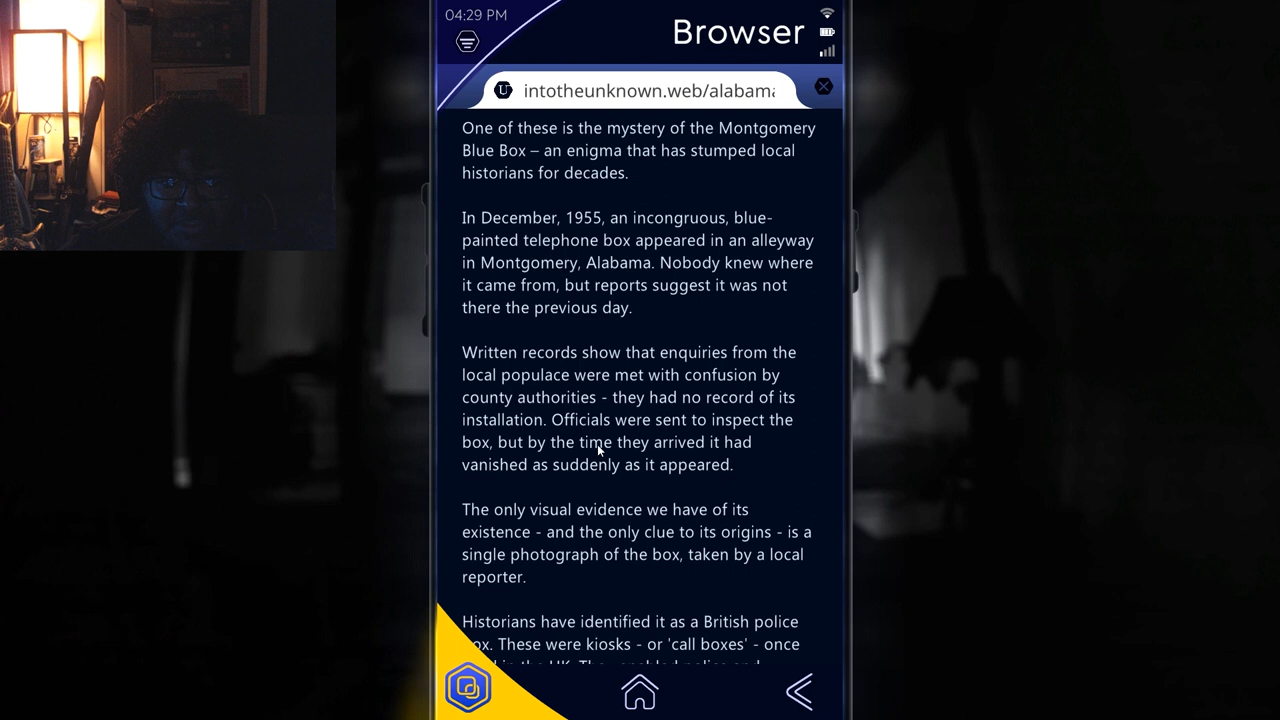 04:29 PM
Browser
U
intotheunknown.web/alabama
One of these is the mystery of the Montgomery
Blue Box – an enigma that has stumped local
historians for decades.
In December, 1955, an incongruous, blue-
painted telephone box appeared in an alleyway
in Montgomery, Alabama. Nobody knew where
it came from, but reports suggest it was not
there the previous day.
Written records show that enquiries from the
local populace were met with confusion by
county authorities - they had no record of its
installation. Officials were sent to inspect the
box, but by the time they arrived it had
vanished as suddenly as it appeared.
The only visual evidence we have of its
existence - and the only clue to its origins - is a
single photograph of the box, taken by a local
reporter.
Historians have identified it as a British police
box. These were kiosks - or 'call boxes' - once
in the UK. They enabled police and